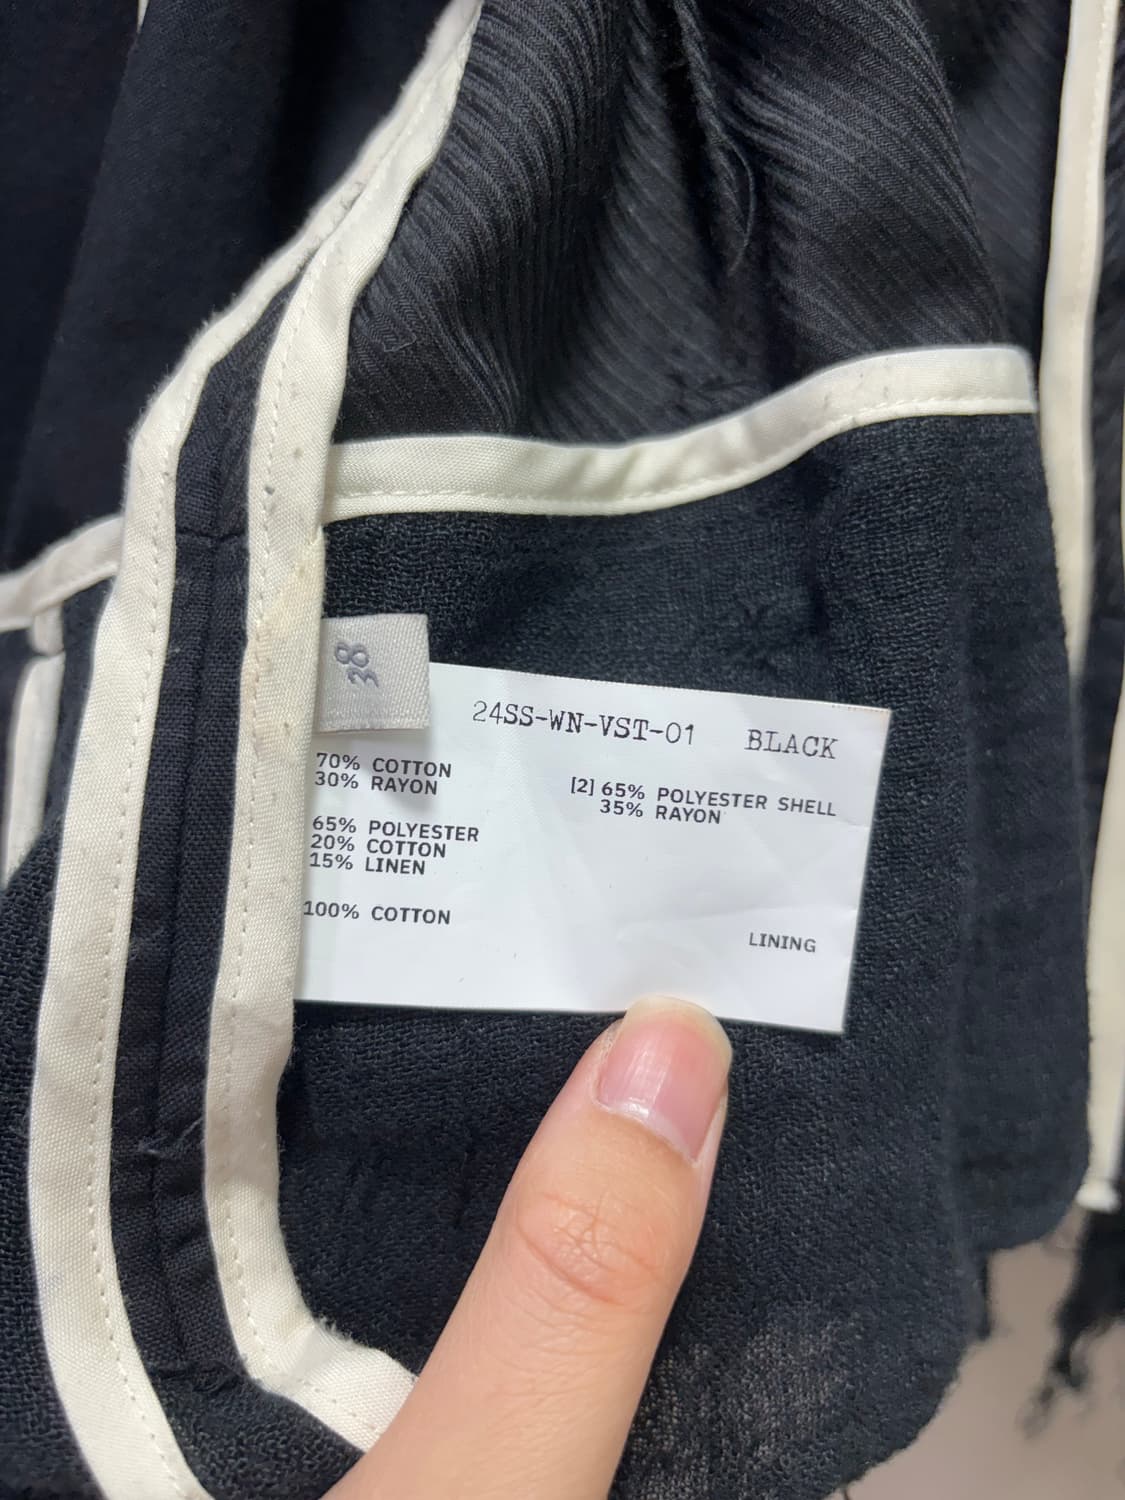 38
24SS-WN-VST-01 BLACK
70% COTTON
30% RAYON
[2] 65% POLYESTER SHELL
35% RAYON
65% POLYESTER
20% COTTON
15% LINEN
100% COTTON
LINING